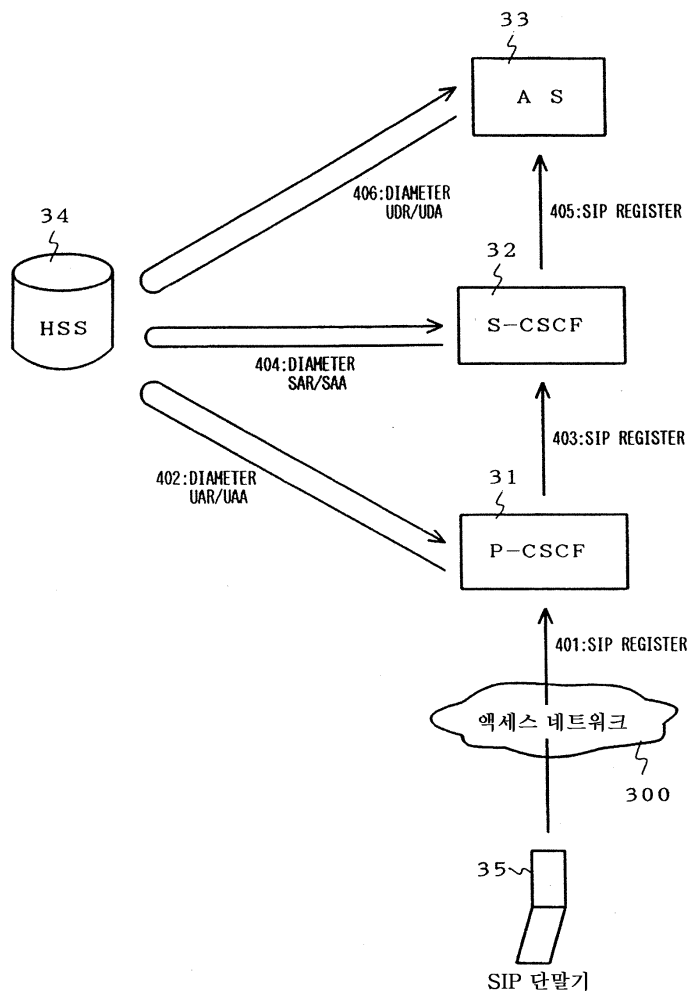 33
A S
406:DIAMETER
UDR/UDA
405:SIP REGISTER
34
HSS
32
S-CSCF
404:DIAMETER
SAR/SAA
403:SIP REGISTER
402:DIAMETER
UAR/UAA
31
P-CSCF
401:SIP REGISTER
액세스 네트워크
300
35
SIP 단말기